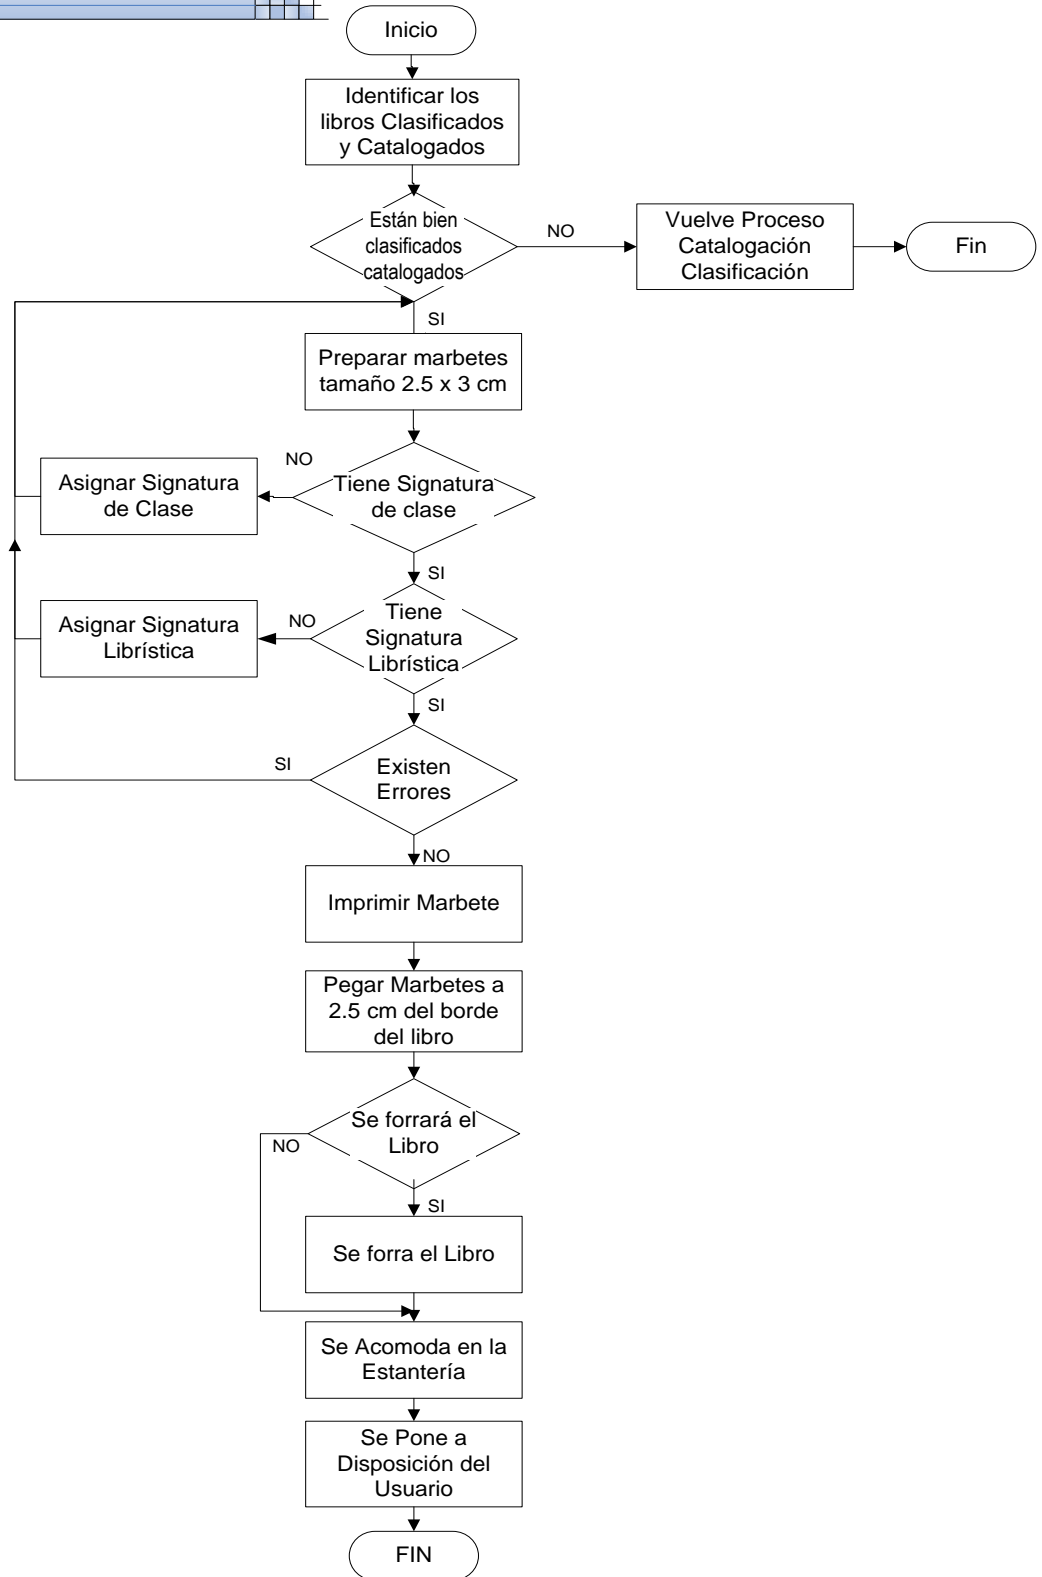 Inicio
Identificar los
libros Clasificados
y Catalogados
Están bien
clasificados
catalogados
NO
Vuelve Proceso
Catalogación
Clasificación
Fin
SI
Preparar marbetes
tamaño 2.5 x 3 cm
NO
Asignar Signatura
de Clase
Tiene Signatura
de clase
SI
Asignar Signatura
Librística
NO
Tiene
Signatura
Librística
SI
SI
Existen
Errores
NO
Imprimir Marbete
Pegar Marbetes a
2.5 cm del borde
del libro
Se forrará el
Libro
NO
SI
Se forra el Libro
Se Acomoda en la
Estantería
Se Pone a
Disposición del
Usuario
FIN